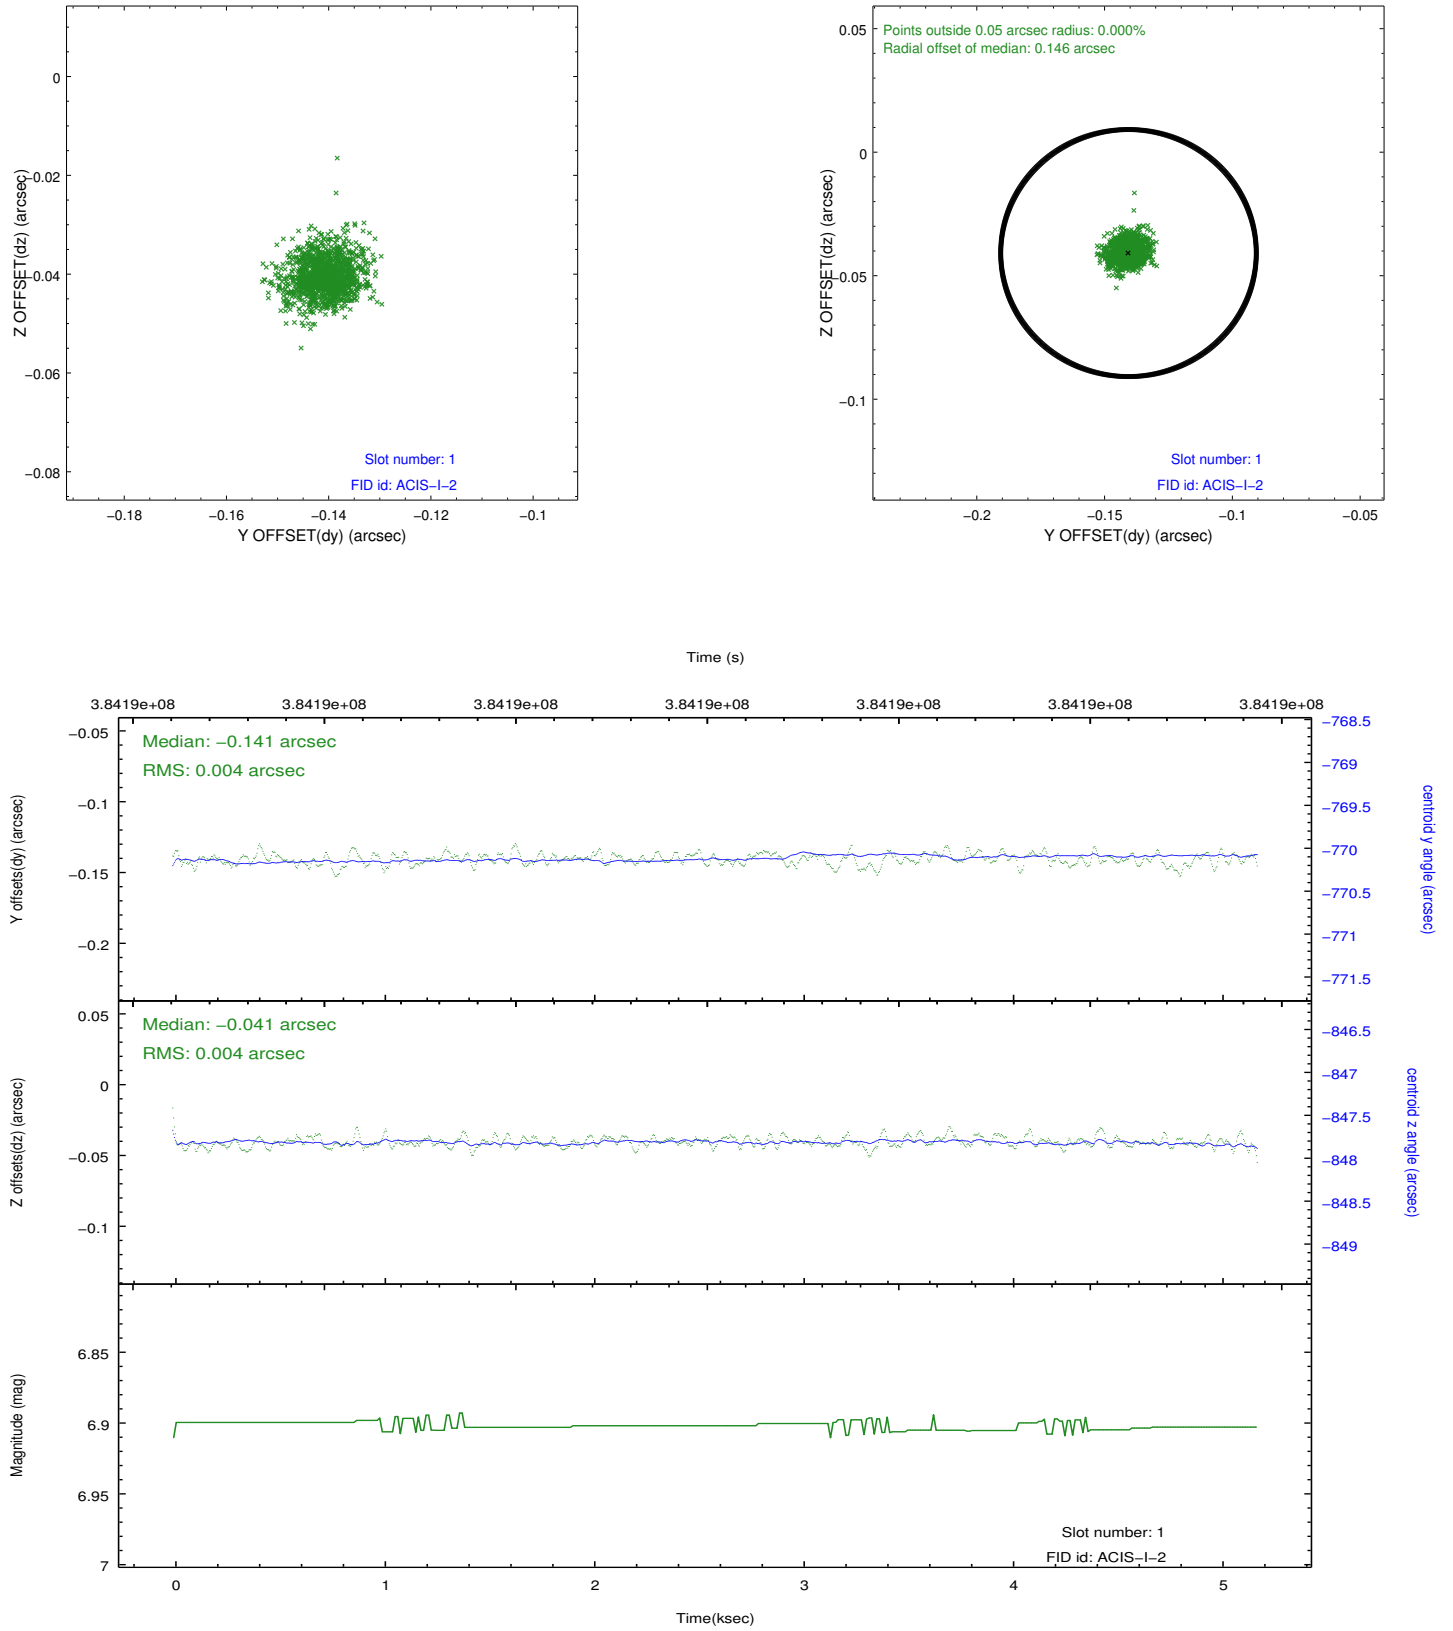 0
−0.02
−0.04
−0.06
−0.08
Z OFFSET(dz) (arcsec)
−0.18
−0.16
−0.14
−0.12
−0.1
Y OFFSET(dy) (arcsec)
Slot number: 1
FID id: ACIS−I−2
Points outside 0.05 arcsec radius: 0.000%
Radial offset of median: 0.146 arcsec
0.05
0
−0.05
−0.1
Z OFFSET(dz) (arcsec)
−0.2
−0.15
−0.1
−0.05
Y OFFSET(dy) (arcsec)
Slot number: 1
FID id: ACIS−I−2
Time (s)
3.8419e+08 3.8419e+08 3.8419e+08 3.8419e+08 3.8419e+08 3.8419e+08 3.8419e+08
−0.05
−0.1
−0.15
−0.2
Y offsets(dy) (arcsec)
Median: −0.141 arcsec
RMS: 0.004 arcsec
−768.5
−769
−769.5
−770
−770.5
−771
−771.5
centroid y angle (arcsec)
0.05
0
−0.05
−0.1
Z offsets(dz) (arcsec)
Median: −0.041 arcsec
RMS: 0.004 arcsec
−846.5
−847
−847.5
−848
−848.5
−849
centroid z angle (arcsec)
6.85
6.9
6.95
7
Magnitude (mag)
Slot number: 1
FID id: ACIS−I−2
0 1 2 3 4 5
Time(ksec)